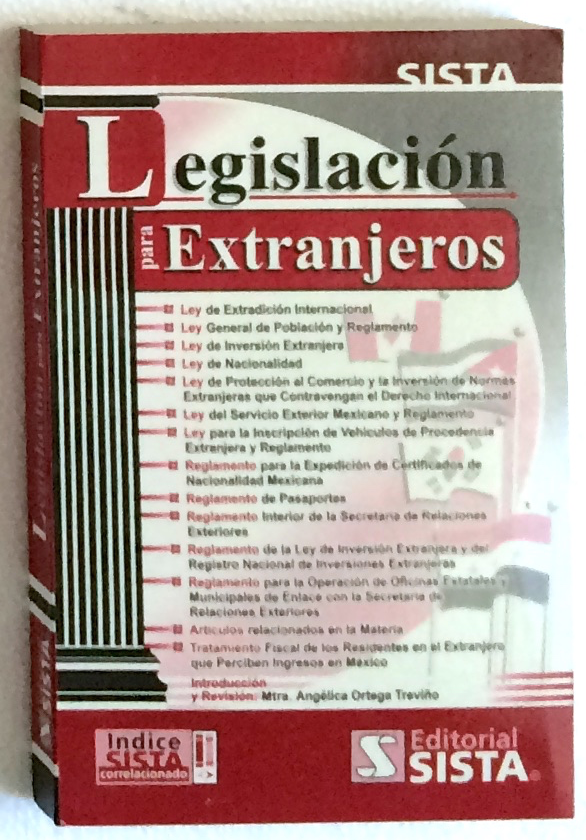 SISTA
Legislación
para
Extranjeros
Ley de Extradición Internacional
Ley General de Población y Reglamento
Ley de Inversión Extranjera
Ley de Nacionalidad
Ley de Protección al Comercio y la Inversión de Normas
Extranjeras que Contravengan el Derecho Internacional
Ley del Servicio Exterior Mexicano y Reglamento
Ley para la Inscripción de Vehículos de Procedencia
Extranjera y Reglamento
Reglamento para la Expedición de Certificados de
Nacionalidad Mexicana
Reglamento de Pasaportes
Reglamento Interior de la Secretaría de Relaciones
Exteriores
Reglamento de la Ley de Inversión Extranjera y del
Registro Nacional de Inversiones Extranjeras
Reglamento para la Operación de Oficinas Estatales y
Municipales de Enlace con la Secretaría de
Relaciones Exteriores
Artículos relacionados en la Materia
Tratamiento Fiscal de los Residentes en el Extranjero
que Perciben Ingresos en México
Introducción
y Revisión: Mtra. Angélica Ortega Treviño
Indice
SISTA
correlacionado
Editorial
SISTA®
Legislación para Extranjeros
SISTA